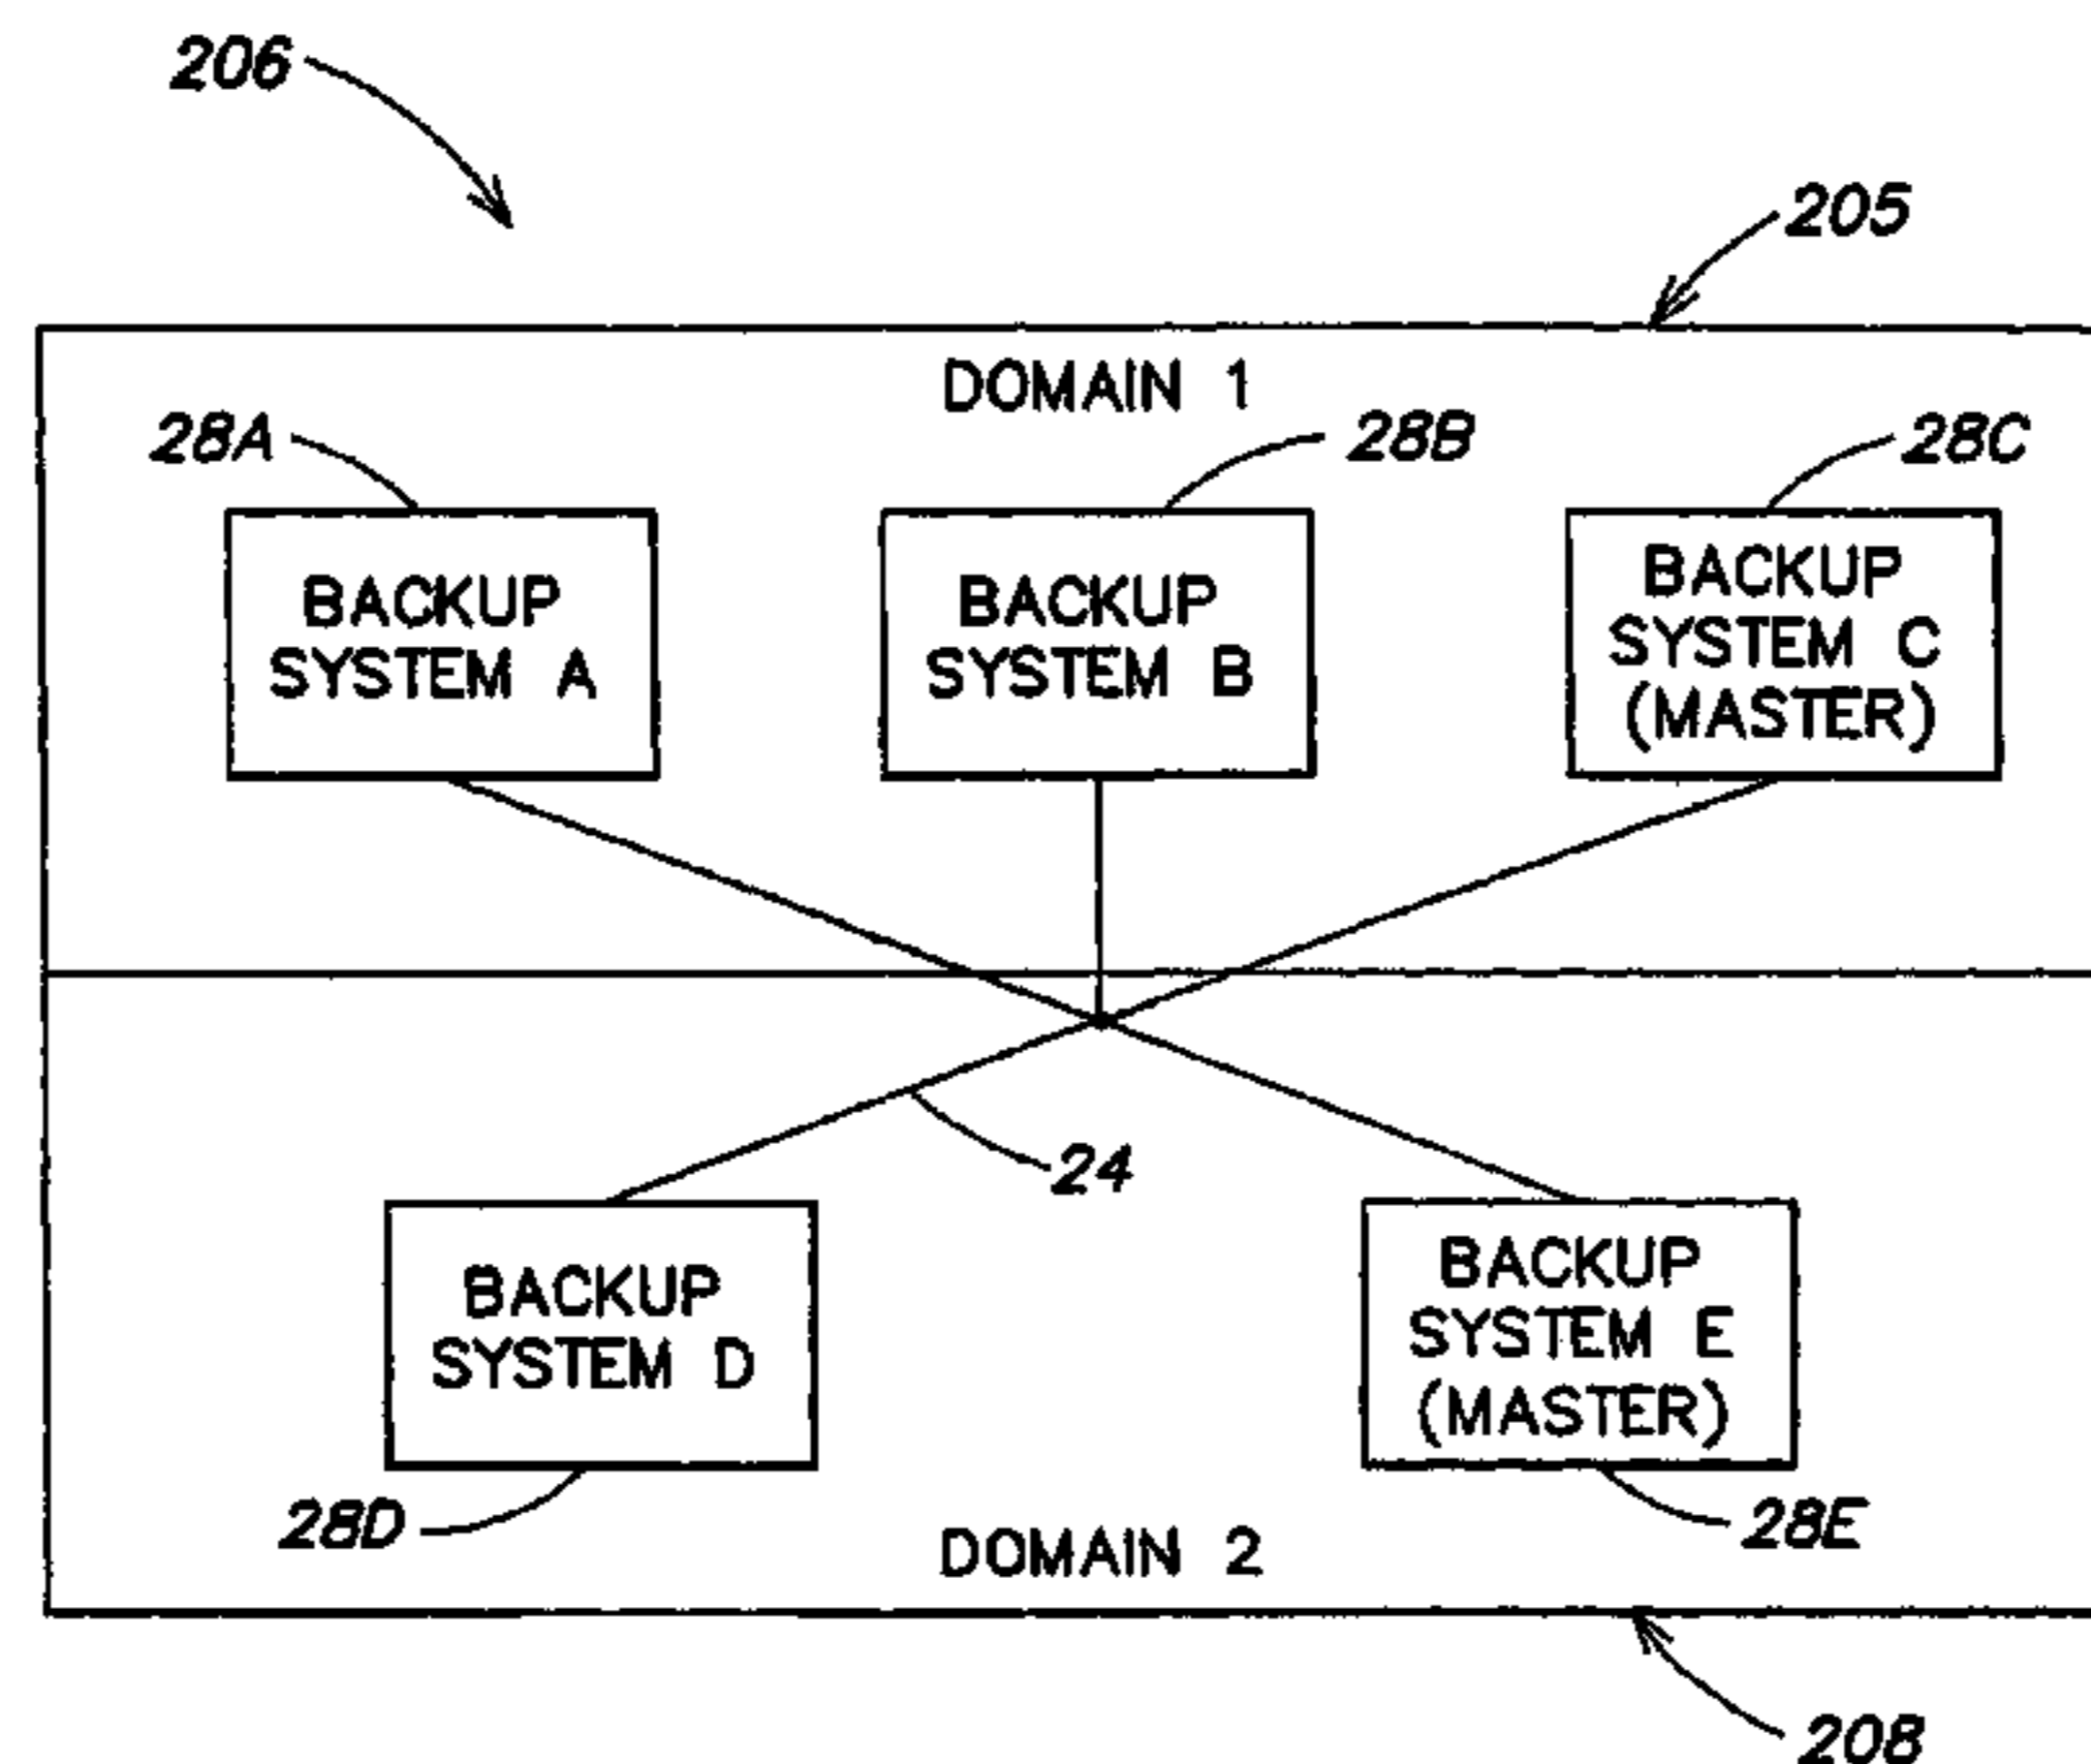 206
205
DOMAIN 1
28A
28B
28C
BACKUP
SYSTEM A
BACKUP
SYSTEM B
BACKUP
SYSTEM C
(MASTER)
24
BACKUP
SYSTEM D
BACKUP
SYSTEM E
(MASTER)
28D
28E
DOMAIN 2
208